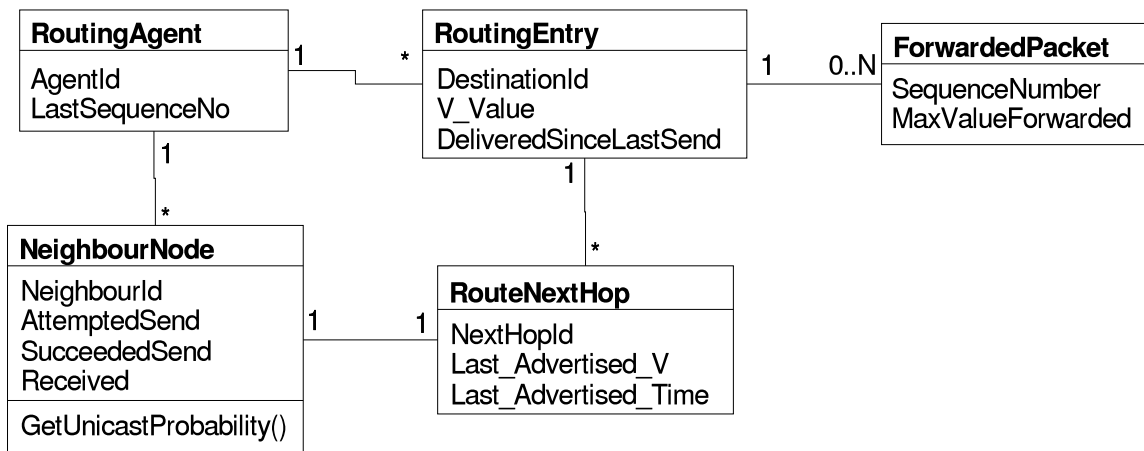 RoutingAgent
AgentId
LastSequenceNo
1
*
RoutingEntry
DestinationId
V_Value
DeliveredSinceLastSend
1
0..N
ForwardedPacket
SequenceNumber
MaxValueForwarded
1
*
1
*
NeighbourNode
NeighbourId
AttemptedSend
SucceededSend
Received
GetUnicastProbability()
1
1
RouteNextHop
NextHopId
Last_Advertised_V
Last_Advertised_Time